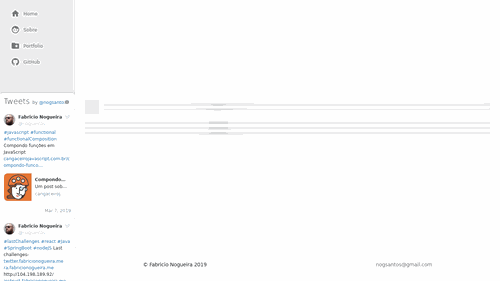 Home
Sobre
Portfolio
GitHub
Tweets by @nogsanto
Fabricio Nogueira
#javascript #functional
#functionalComposition
Compondo funções em
JavaScript
cangaceirojavascript.com.br/c
ompondo-funco...
Compondo...
Um post sob...
cangaceiroj...
Mar 7, 2019
Fabricio Nogueira
#lastChallenges #react #java
#SpringBoot #nodeJS Last
challenges:
twitter.fabricionogueira.me
ra.fabricionogueira.me
http://104.198.189.92/
© Fabricio Nogueira 2019
nogsantos@gmail.com